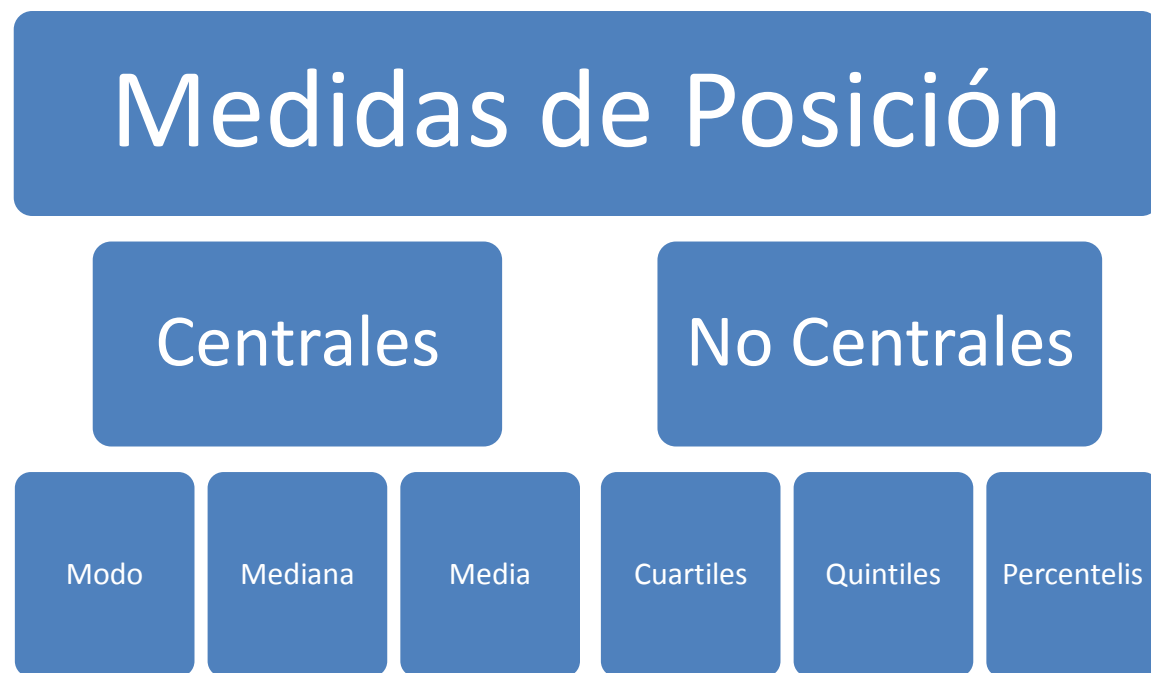 Medidas de Posición
Centrales
No Centrales
Modo
Mediana
Media
Cuartiles
Quintiles
Percentelis